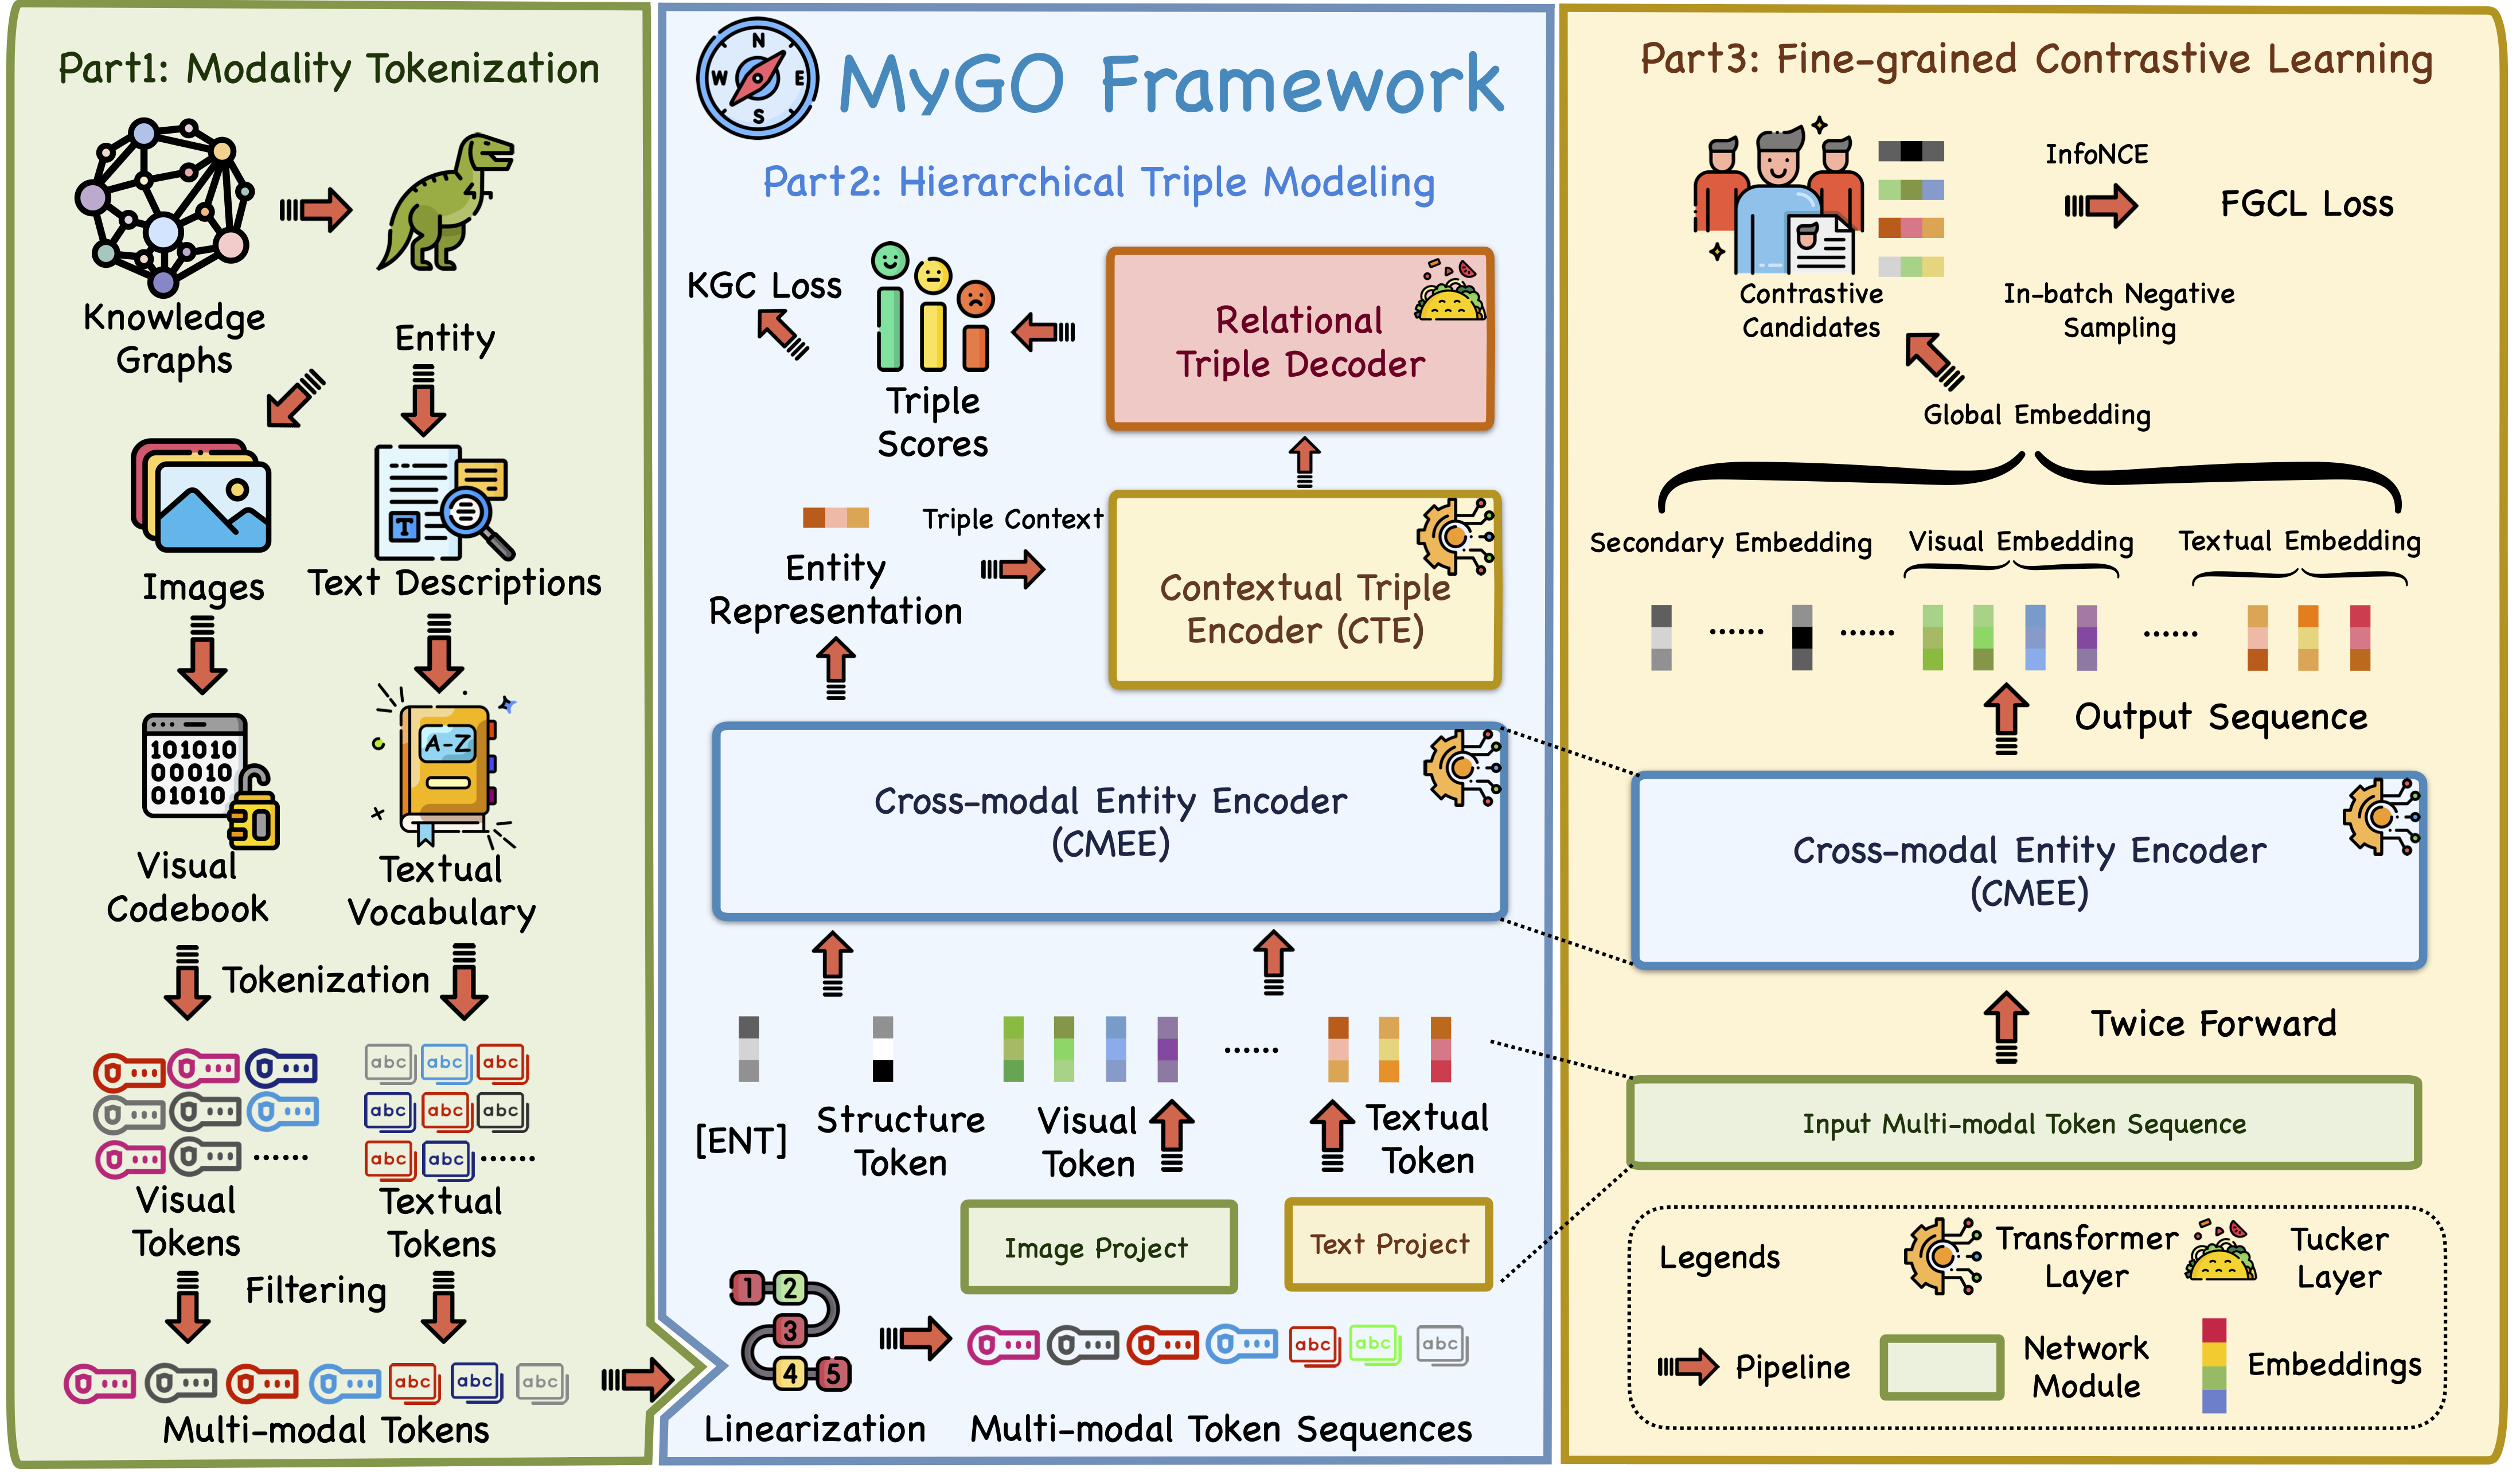 Part1: Modality Tokenization
Knowledge
Graphs
Entity
Images
Text Descriptions
T
101010
00010
01010
A-Z
Visual
Codebook
Textual
Vocabulary
Tokenization
abc abc abc
abc abc abc
abc abc ......
......
Visual
Tokens
Textual
Tokens
Filtering
abc abc abc
Multi-modal Tokens
N
W E
S
MyGO Framework
Part2: Hierarchical Triple Modeling
KGC Loss
Triple
Scores
Relational
Triple Decoder
Entity
Representation
Triple Context
Contextual Triple
Encoder (CTE)
Cross-modal Entity Encoder
(CMEE)
......
[ENT]
Structure
Token
Visual
Token
Textual
Token
Image Project
Text Project
1 2
3
4 5
Linearization
abc abc abc
Multi-modal Token Sequences
Part3: Fine-grained Contrastive Learning
Contrastive
Candidates
InfoNCE
FGCL Loss
In-batch Negative
Sampling
Global Embedding
Secondary Embedding
Visual Embedding
Textual Embedding
...... ...... ......
Output Sequence
Cross-modal Entity Encoder
(CMEE)
Twice Forward
Input Multi-modal Token Sequence
Legends
Transformer
Layer
Tucker
Layer
Pipeline
Network
Module
Embeddings